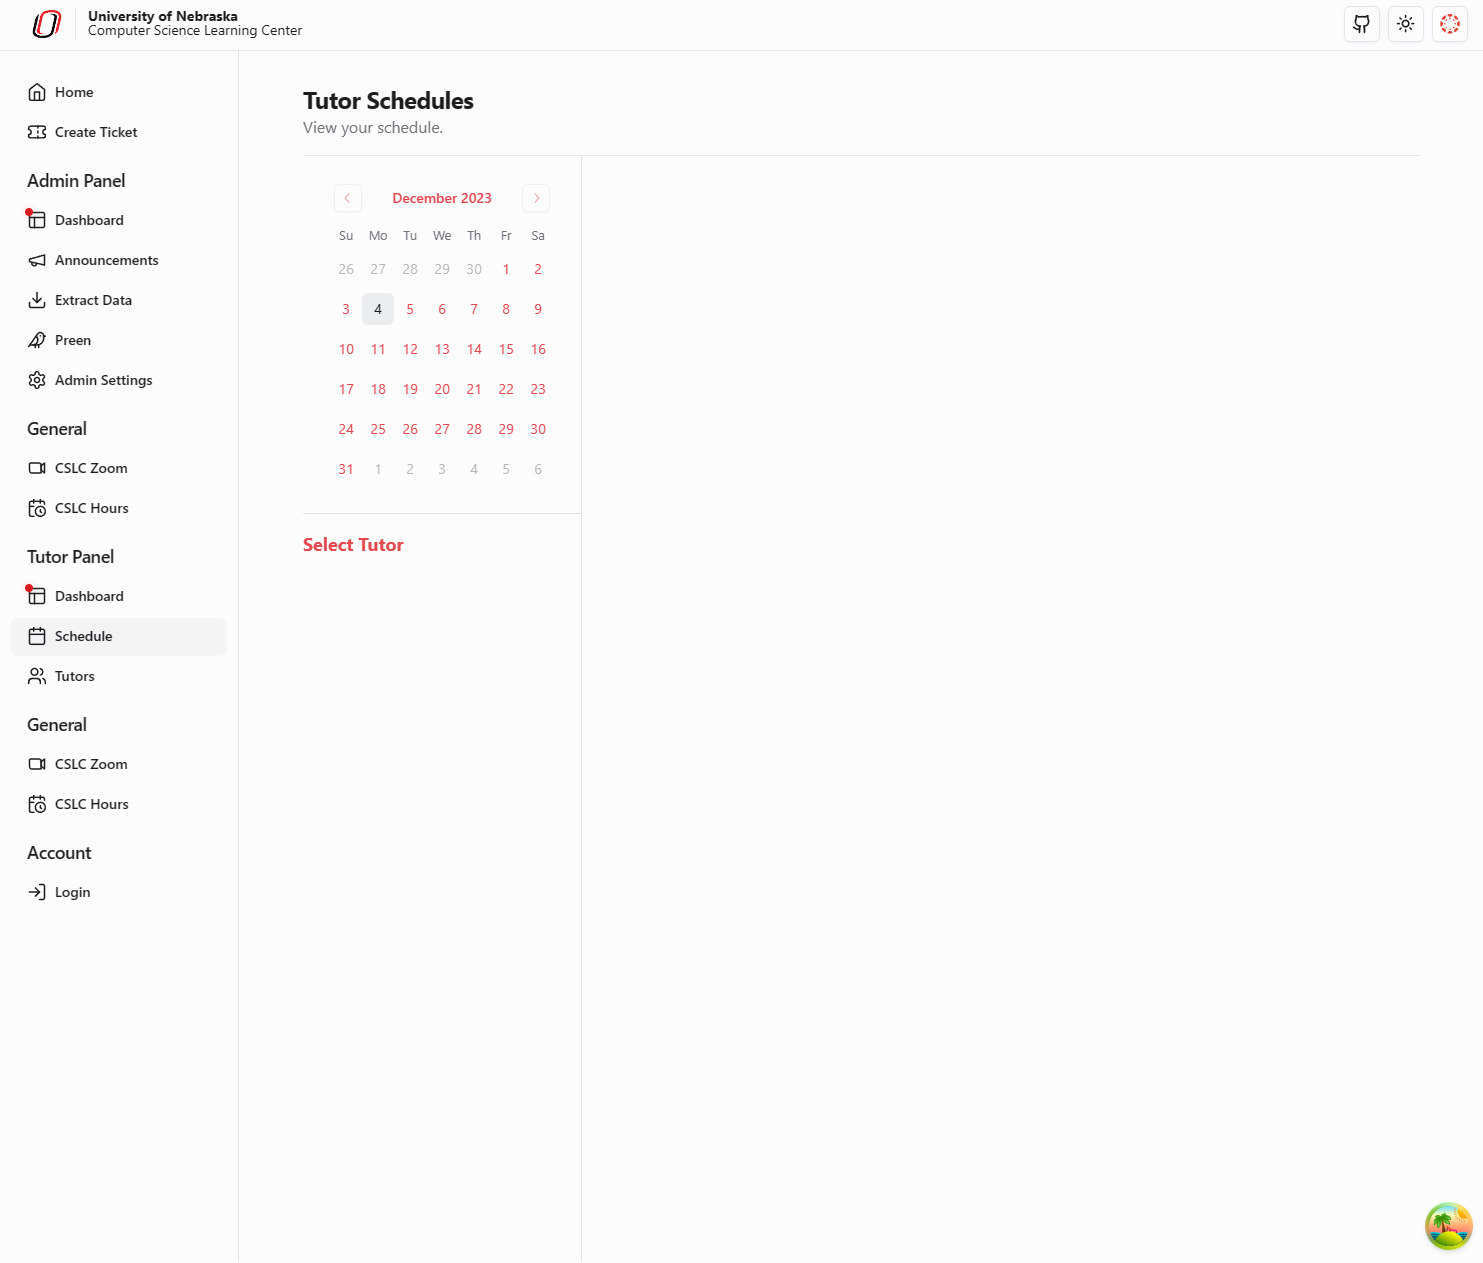 University of Nebraska
Computer Science Learning Center
Home
Create Ticket
Admin Panel
Dashboard
Announcements
Extract Data
Preen
Admin Settings
General
CSLC Zoom
CSLC Hours
Tutor Panel
Dashboard
Schedule
Tutors
General
CSLC Zoom
CSLC Hours
Account
Login
Tutor Schedules
View your schedule.
December 2023
Su Mo Tu We Th Fr Sa
26 27 28 29 30 1 2
3 4 5 6 7 8 9
10 11 12 13 14 15 16
17 18 19 20 21 22 23
24 25 26 27 28 29 30
31 1 2 3 4 5 6
Select Tutor